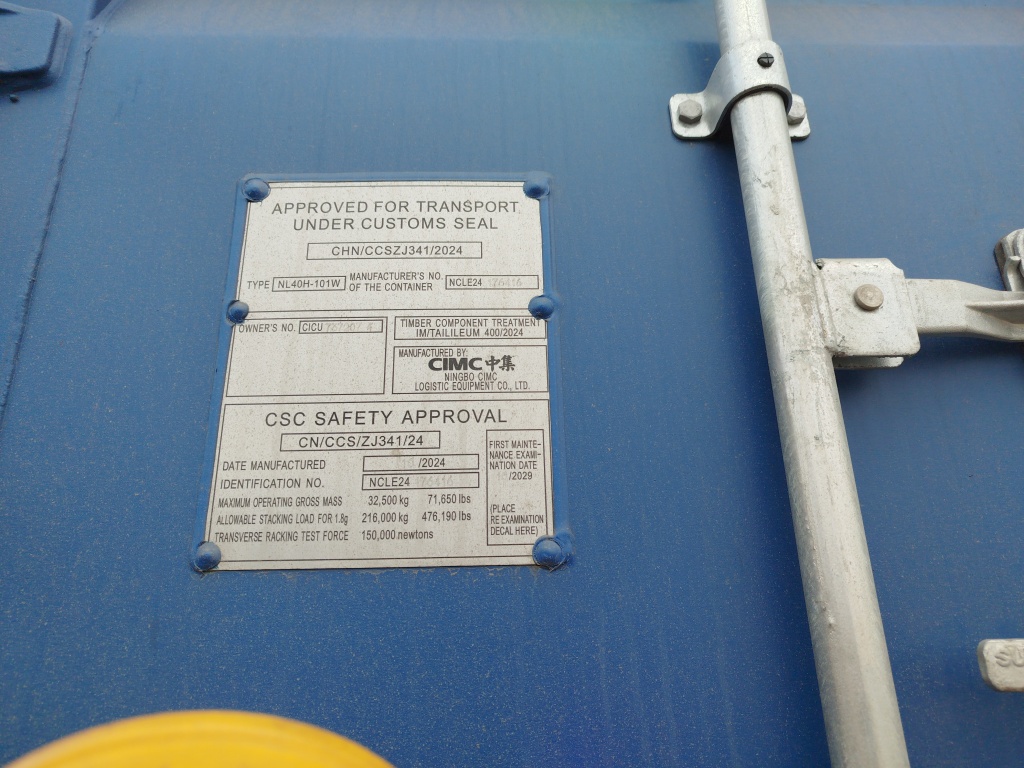 APPROVED FOR TRANSPORT
UNDER CUSTOMS SEAL
CHN/CCSZJ341/2024
TYPE NL40H-101W MANUFACTURER'S NO. OF THE CONTAINER NCLE24
OWNER'S NO. CICU
TIMBER COMPONENT TREATMENT
IM/TAILILEUM 400/2024
MANUFACTURED BY:
CIMC 中集
NINGBO CIMC
LOGISTIC EQUIPMENT CO., LTD.
CSC SAFETY APPROVAL
CN/CCS/ZJ341/24
DATE MANUFACTURED /2024
IDENTIFICATION NO. NCLE24
MAXIMUM OPERATING GROSS MASS 32,500 kg 71,650 lbs
ALLOWABLE STACKING LOAD FOR 1.8g 216,000 kg 476,190 lbs
TRANSVERSE RACKING TEST FORCE 150,000 newtons
FIRST MAINTE-
NANCE EXAMI-
NATION DATE
/2029
(PLACE
RE EXAMINATION
DECAL HERE)